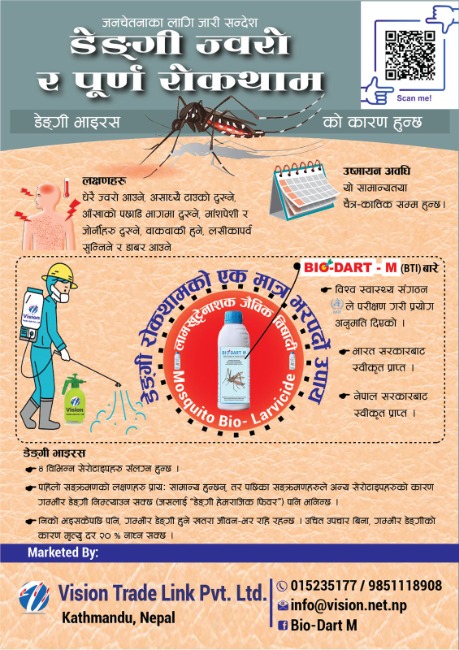 जनचेतनाका लागि जारी सन्देश
डेङ्गी ज्वरो
र पूर्ण रोकथाम
Scan me!
डेङ्गी भाइरस को कारण हुन्छ
लक्षणहरु
धेरै ज्वरो आउने, असाध्यै टाउको दुख्ने,
आँखाको पछाडि भागमा दुख्ने, मांशपेशी र
जोर्नीहरु दुख्ने, वाकवाकी हुने, लसीकापर्व
सुन्निने र डाबर आउने
उष्मायन अवधि
यो सामान्यतया
चैत्र-कात्तिक सम्म हुन्छ ।
BIO-DART - M (BTI) बारे
विश्व स्वास्थ्य संगठन
ले परीक्षण गरी प्रयोग
अनुमति दिएको ।
भारत सरकारबाट
स्वीकृत प्राप्त ।
नेपाल सरकारबाट
स्वीकृत प्राप्त ।
डेङ्गी रोकथामको एक मात्र भरपर्दो उपाय
लामखुट्टेनाशक जैविक विषादी
BIO-DART M
Mosquito Bio- Larvicide
Vision
Vision
डेङ्गी भाइरस
४ विभिन्न सेरोटाइपहरु संलग्न हुन्छ ।
पहिलो सङ्क्रमणको लक्षणहरु प्रायः सामान्य हुन्छन्, तर पछिका सङ्क्रमणहरुले अन्य सेरोटाइपहरुको कारण
गम्भीर डेङ्गी निम्त्याउन सक्छ (जसलाई "डेङ्गी हेमराजिक फिवर") पनि भनिन्छ ।
निको भइसकेपछि पनि, गम्भीर डेङ्गी हुने खतरा जीवन-भर रहि रहन्छ । उचित उपचार बिना, गम्भीर डेङ्गीको
कारण मृत्यु दर २० % नाघ्न सक्छ ।
Marketed By:
Vision Trade Link Pvt. Ltd.
Kathmandu, Nepal
015235177 / 9851118908
info@vision.net.np
Bio-Dart M